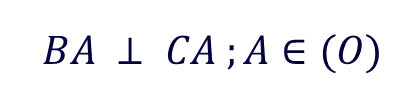 BA ⊥ CA ; A ∈ (O)